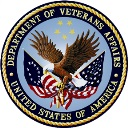 DEPARTMENT OF VETERANS AFFAIRS
UNITED STATES OF AMERICA